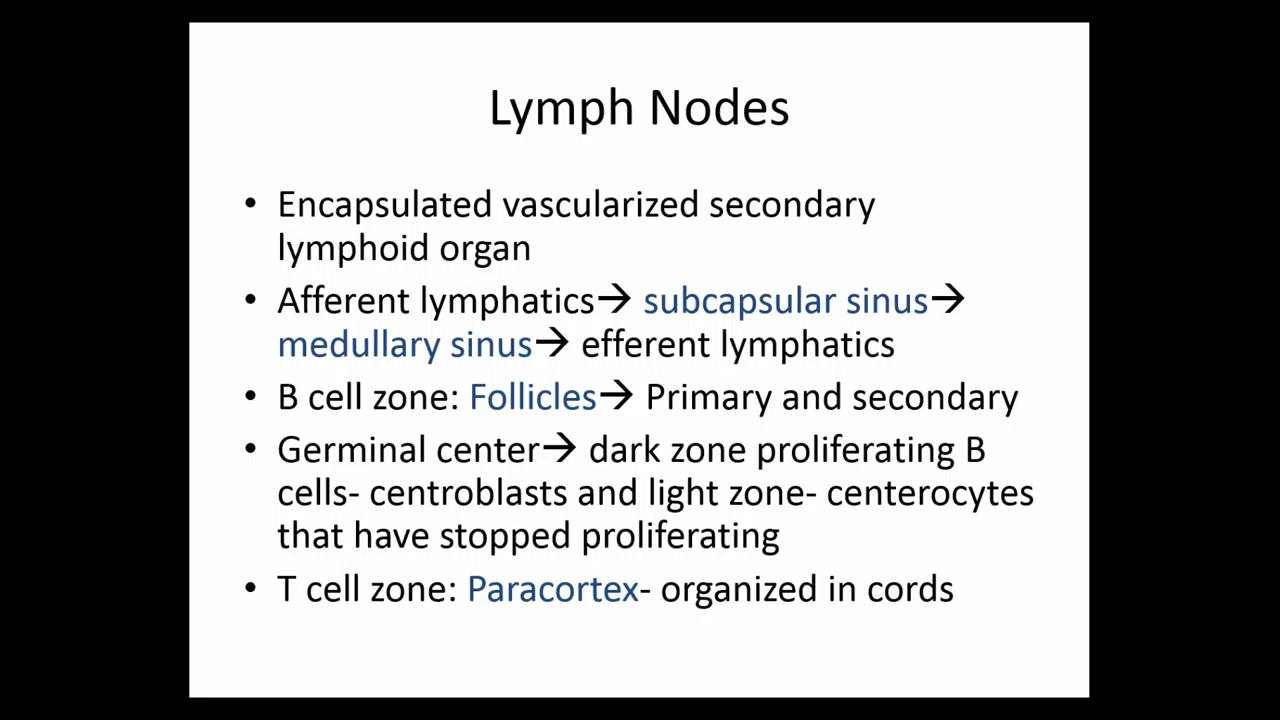 Lymph Nodes
• Encapsulated vascularized secondary
lymphoid organ
• Afferent lymphatics→ subcapsular sinus→
medullary sinus→ efferent lymphatics
• B cell zone: Follicles→ Primary and secondary
• Germinal center→ dark zone proliferating B
cells- centroblasts and light zone- centerocytes
that have stopped proliferating
• T cell zone: Paracortex- organized in cords